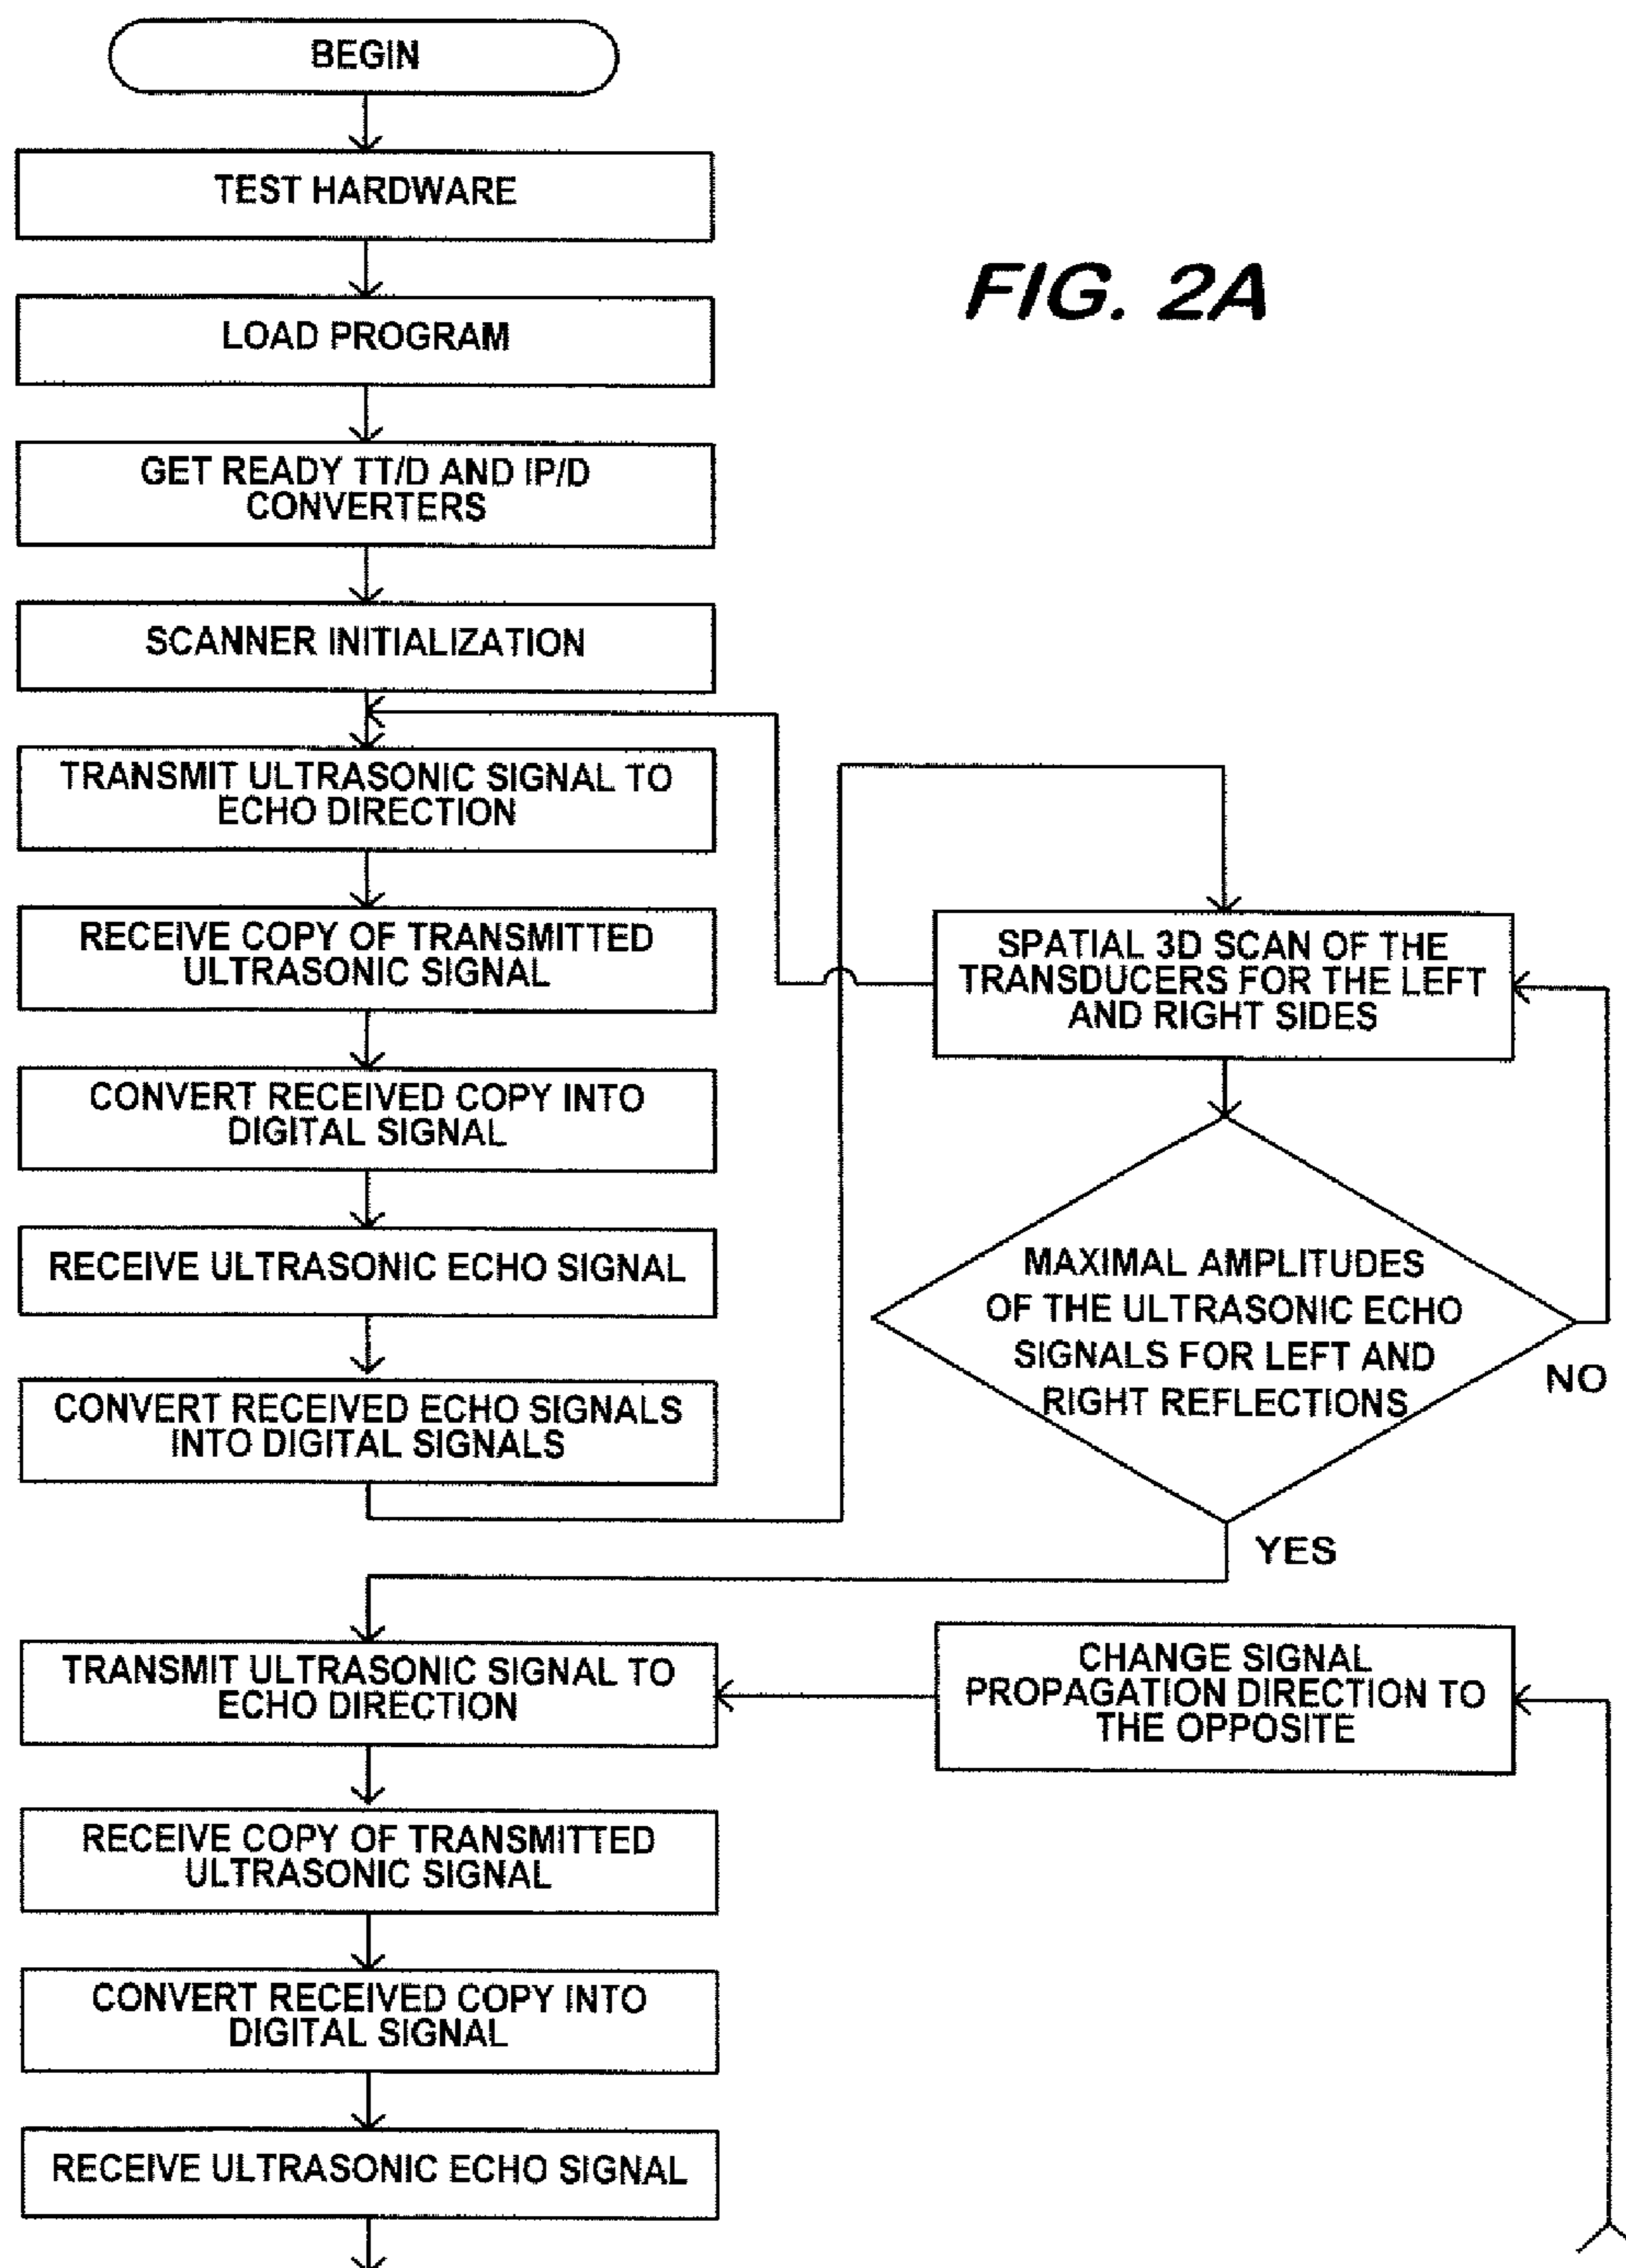 BEGIN
TEST HARDWARE
FIG. 2A
LOAD PROGRAM
GET READY TT/D AND IP/D
CONVERTERS
SCANNER INITIALIZATION
TRANSMIT ULTRASONIC SIGNAL TO
ECHO DIRECTION
RECEIVE COPY OF TRANSMITTED
ULTRASONIC SIGNAL
CONVERT RECEIVED COPY INTO
DIGITAL SIGNAL
RECEIVE ULTRASONIC ECHO SIGNAL
CONVERT RECEIVED ECHO SIGNALS
INTO DIGITAL SIGNALS
SPATIAL 3D SCAN OF THE
TRANSDUCERS FOR THE LEFT
AND RIGHT SIDES
MAXIMAL AMPLITUDES
OF THE ULTRASONIC ECHO
SIGNALS FOR LEFT AND
RIGHT REFLECTIONS
NO
YES
TRANSMIT ULTRASONIC SIGNAL TO
ECHO DIRECTION
CHANGE SIGNAL
PROPAGATION DIRECTION TO
THE OPPOSITE
RECEIVE COPY OF TRANSMITTED
ULTRASONIC SIGNAL
CONVERT RECEIVED COPY INTO
DIGITAL SIGNAL
RECEIVE ULTRASONIC ECHO SIGNAL